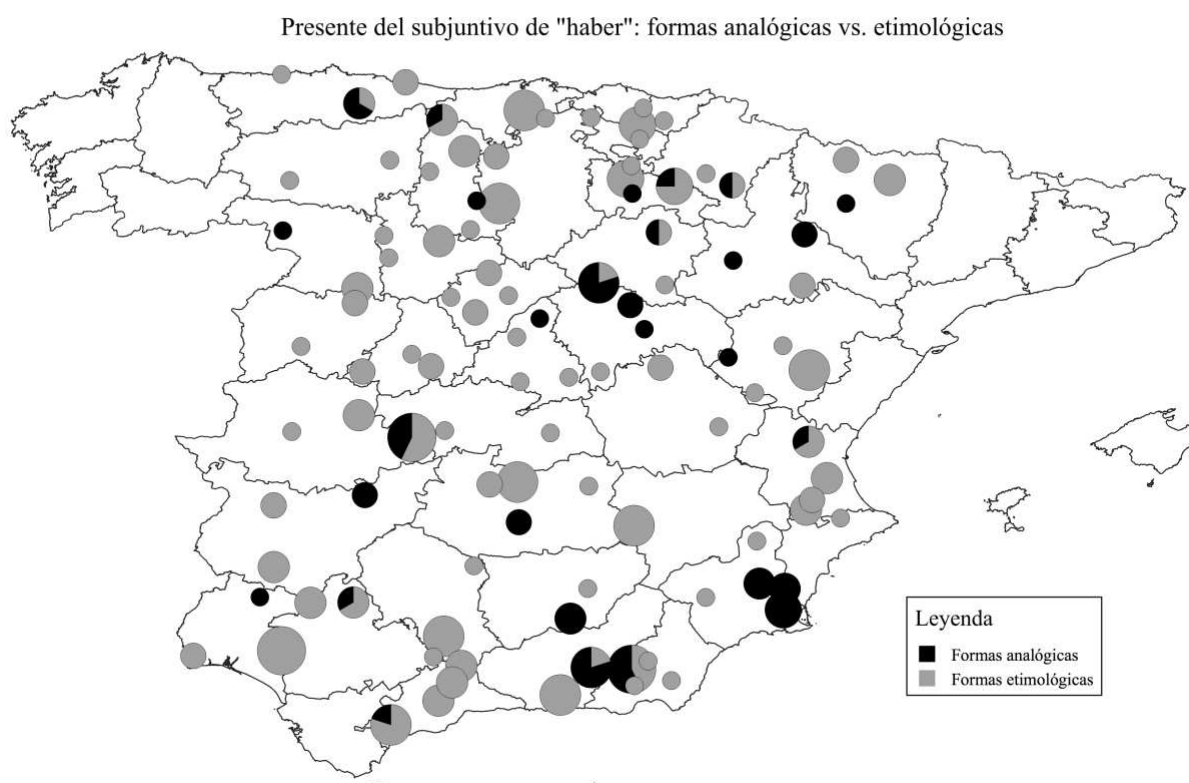 Presente del subjuntivo de "haber": formas analógicas vs. etimológicas
Leyenda
Formas analógicas
Formas etimológicas